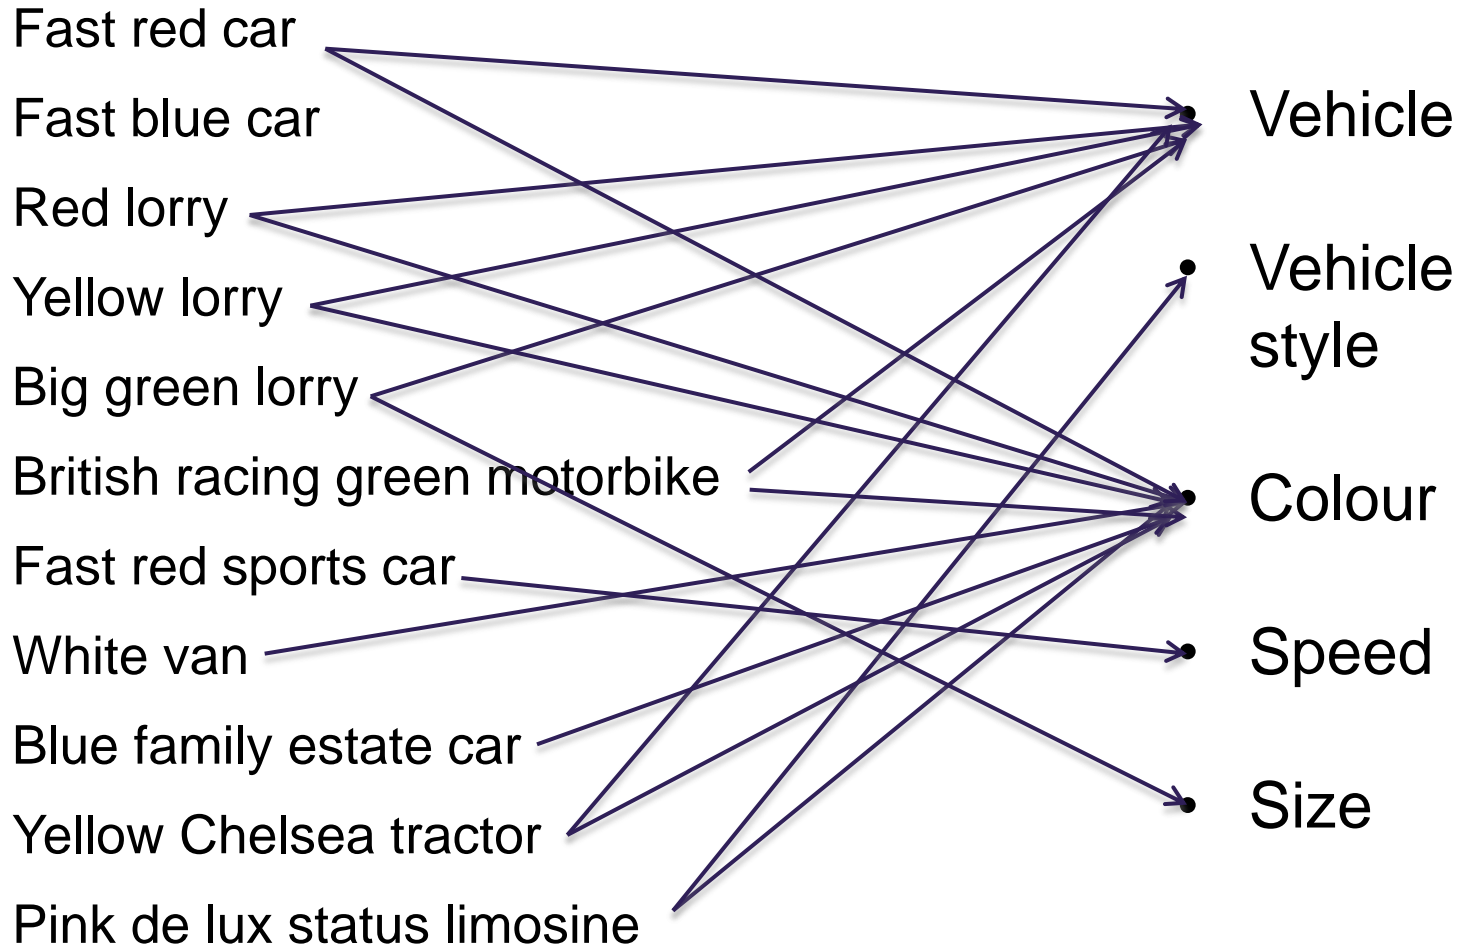 Fast red car
Fast blue car
Red lorry
Yellow lorry
Big green lorry
British racing green motorbike
Fast red sports car
White van
Blue family estate car
Yellow Chelsea tractor
Pink de lux status limosine
• Vehicle
• Vehicle
style
• Colour
• Speed
• Size